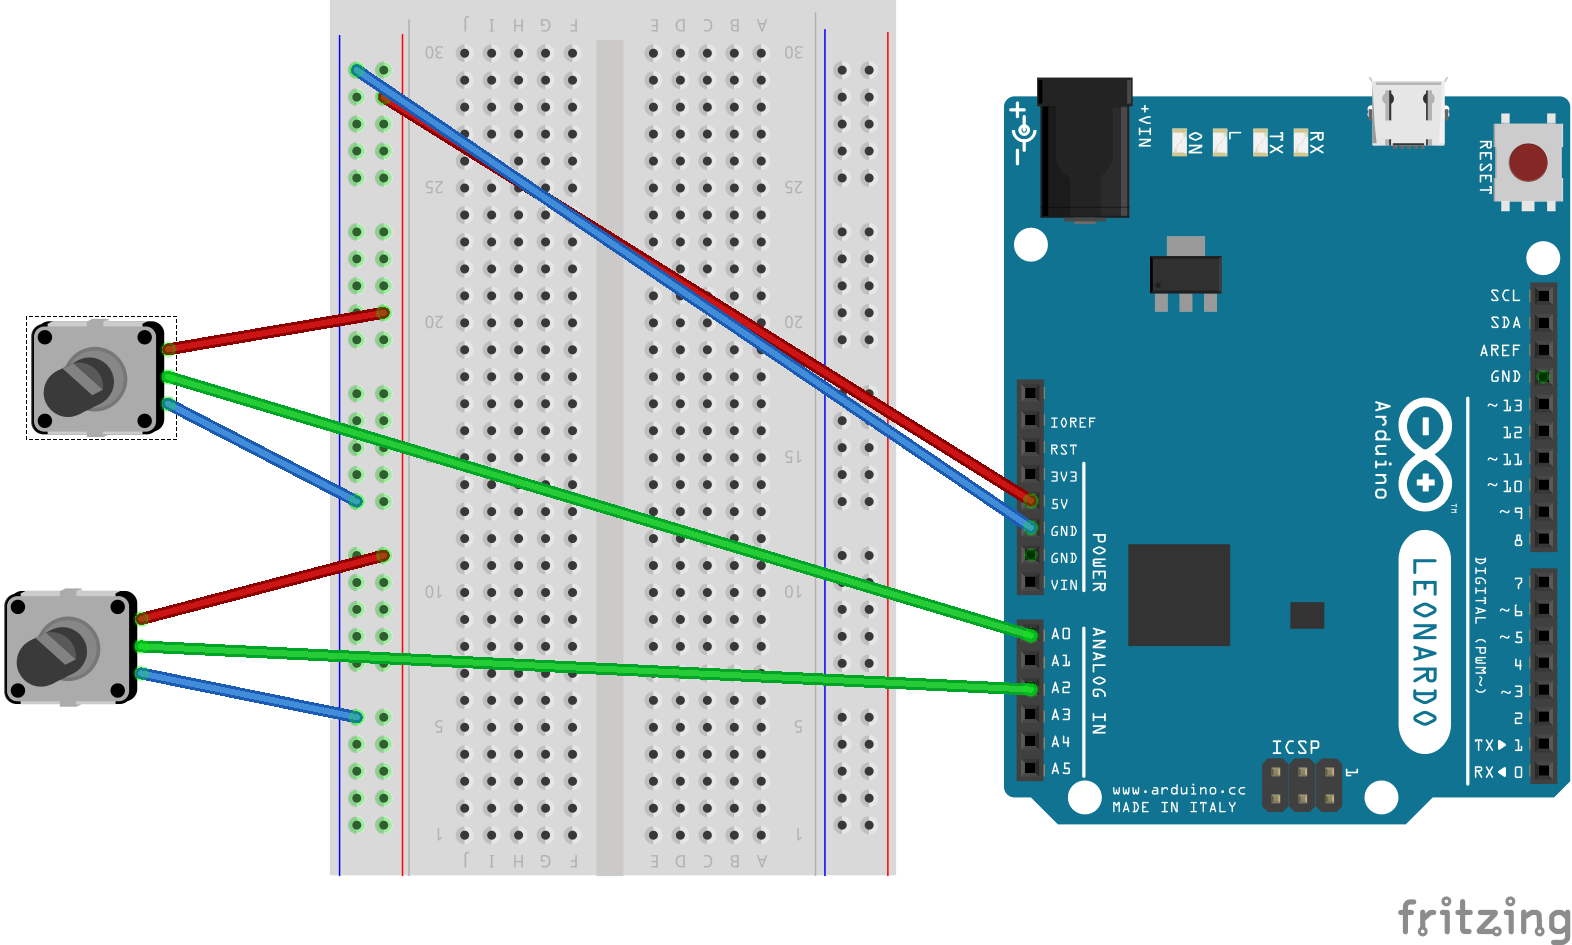 J I H G F E D C B A
30 30
25 25
20 20
15
10 10
5 5
1 1
J I H G F E D C B A
+
-
+VIN
ON
L
TX
RX
RESET
IOREF
RST
3V3
5V
GND
GND
VIN
POWER
A0
A1
A2
A3
A4
A5
ANALOG IN
SCL
SDA
AREF
GND
~13
12
~11
~10
~9
8
7
~6
~5
4
~3
2
TX▶ 1
RX◀ 0
DIGITAL (PWM~)
Arduino
TM
LEONARDO
ICSP
1
www.arduino.cc
MADE IN ITALY
fritzing